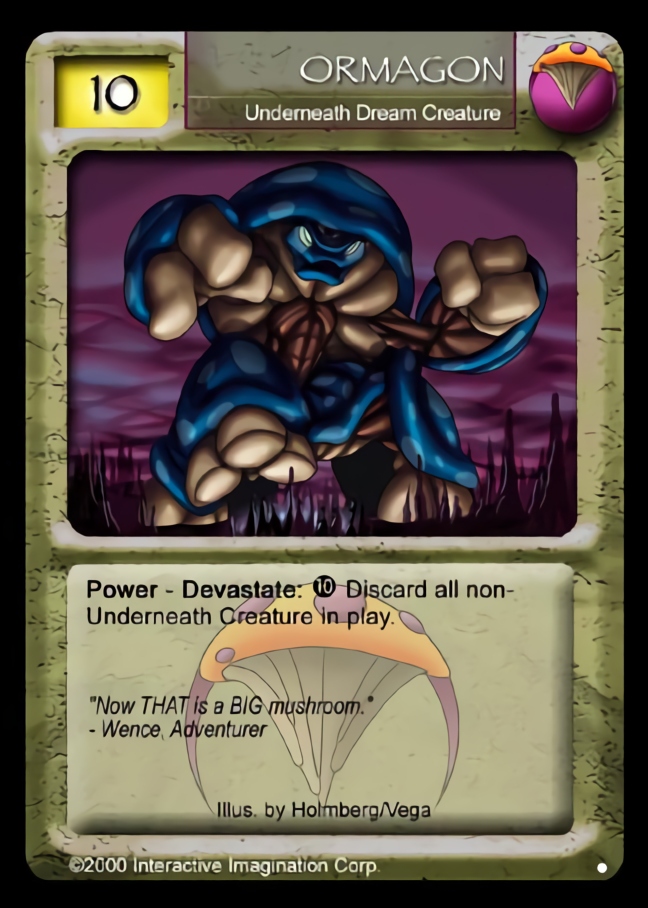 10
ORMAGON
Underneath Dream Creature
Power - Devastate: ❿ Discard all non-
Underneath Creature in play.
"Now THAT is a BIG mushroom."
- Wence, Adventurer
Illus. by Holmberg/Vega
©2000 Interactive Imagination Corp.